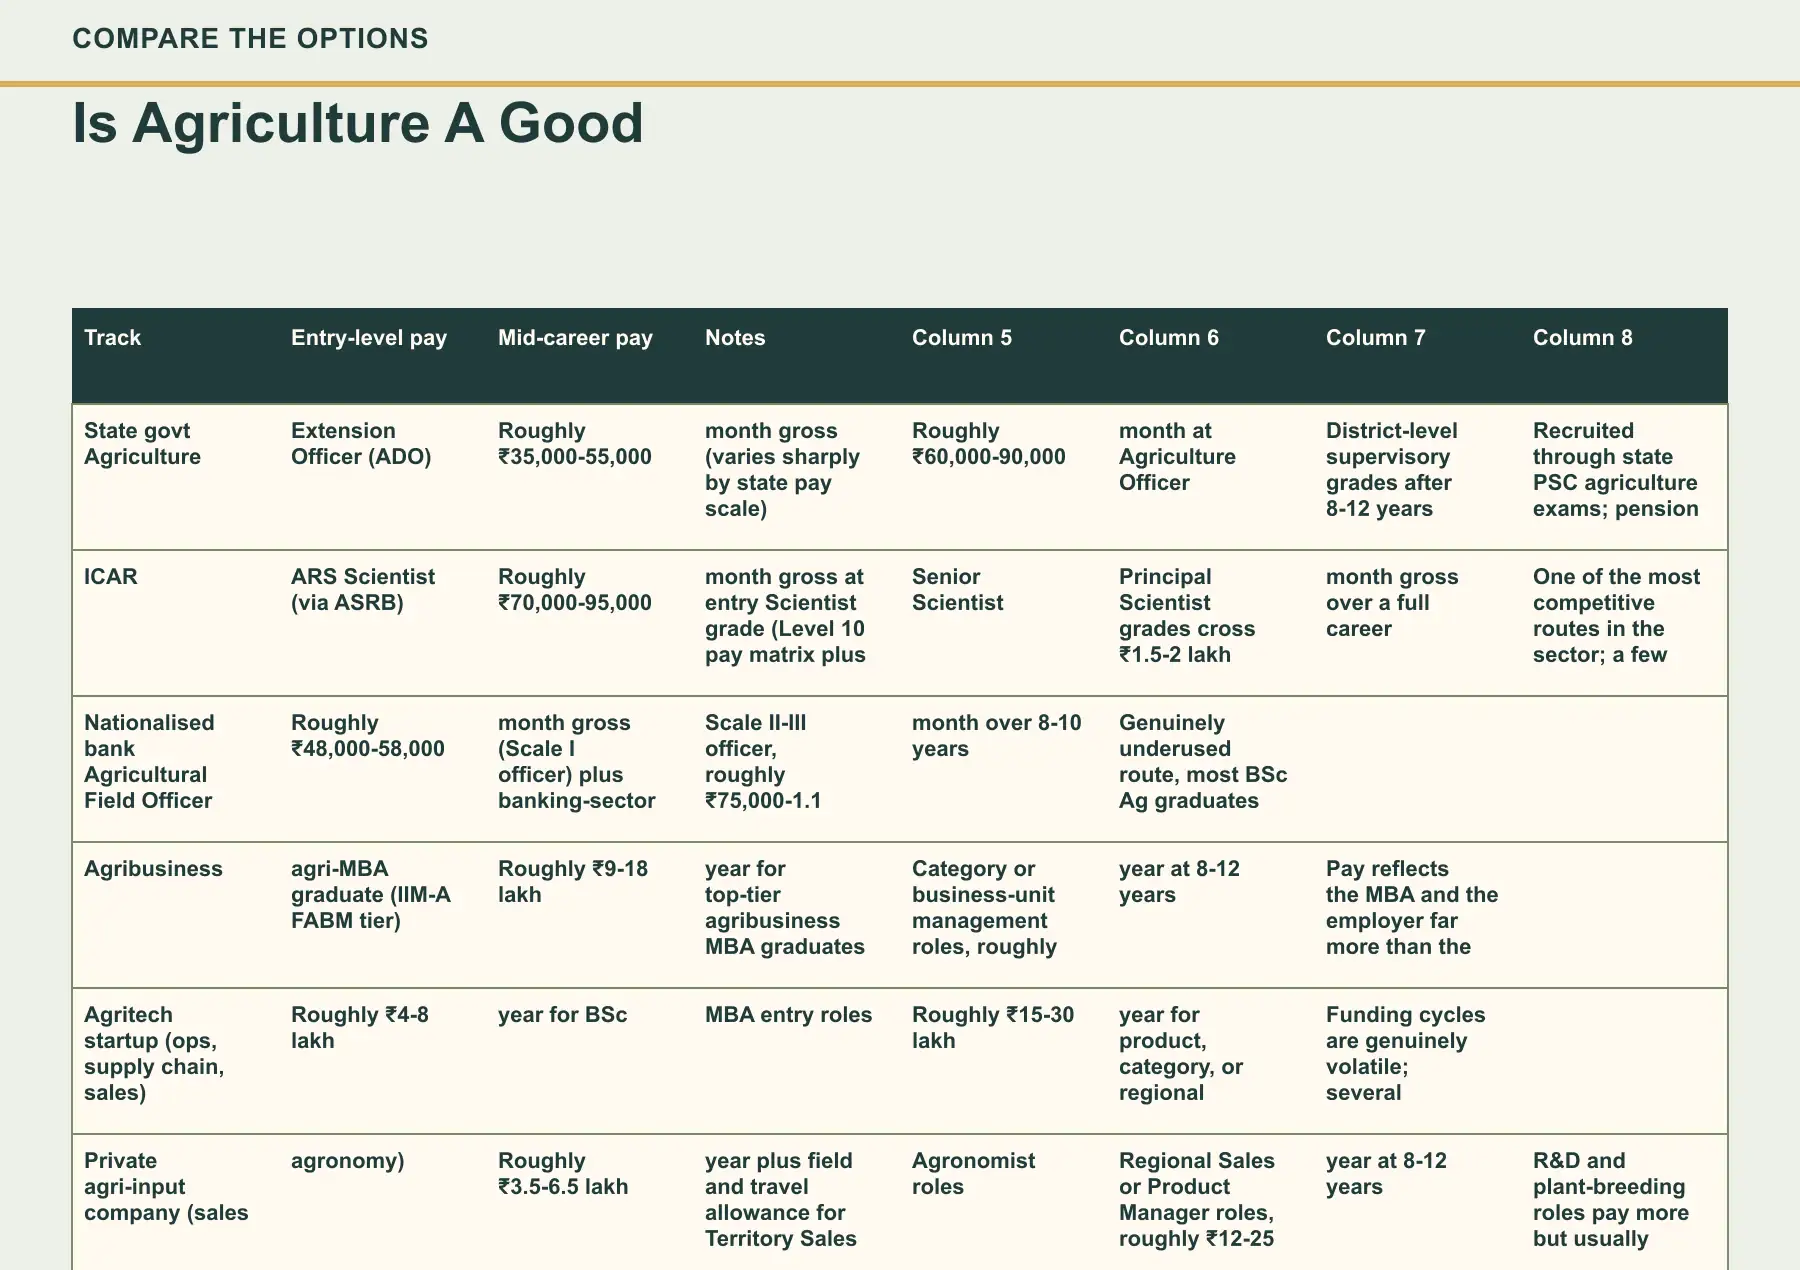 COMPARE THE OPTIONS
Is Agriculture A Good
Track
Entry-level pay
Mid-career pay
Notes
Column 5
Column 6
Column 7
Column 8
State govt
Agriculture
Extension
Officer (ADO)
Roughly
₹35,000-55,000
month gross
(varies sharply
by state pay
scale)
Roughly
₹60,000-90,000
month at
Agriculture
Officer
District-level
supervisory
grades after
8-12 years
Recruited
through state
PSC agriculture
exams; pension
ICAR
ARS Scientist
(via ASRB)
Roughly
₹70,000-95,000
month gross at
entry Scientist
grade (Level 10
pay matrix plus
Senior
Scientist
Principal
Scientist
grades cross
₹1.5-2 lakh
month gross
over a full
career
One of the most
competitive
routes in the
sector; a few
Nationalised
bank
Agricultural
Field Officer
Roughly
₹48,000-58,000
month gross
(Scale I
officer) plus
banking-sector
Scale II-III
officer,
roughly
₹75,000-1.1
month over 8-10
years
Genuinely
underused
route, most BSc
Ag graduates
Agribusiness
agri-MBA
graduate (IIM-A
FABM tier)
Roughly ₹9-18
lakh
year for
top-tier
agribusiness
MBA graduates
Category or
business-unit
management
roles, roughly
year at 8-12
years
Pay reflects
the MBA and the
employer far
more than the
Agritech
startup (ops,
supply chain,
sales)
Roughly ₹4-8
lakh
year for BSc
MBA entry roles
Roughly ₹15-30
lakh
year for
product,
category, or
regional
Funding cycles
are genuinely
volatile;
several
Private
agri-input
company (sales
agronomy)
Roughly
₹3.5-6.5 lakh
year plus field
and travel
allowance for
Territory Sales
Agronomist
roles
Regional Sales
or Product
Manager roles,
roughly ₹12-25
year at 8-12
years
R&D and
plant-breeding
roles pay more
but usually